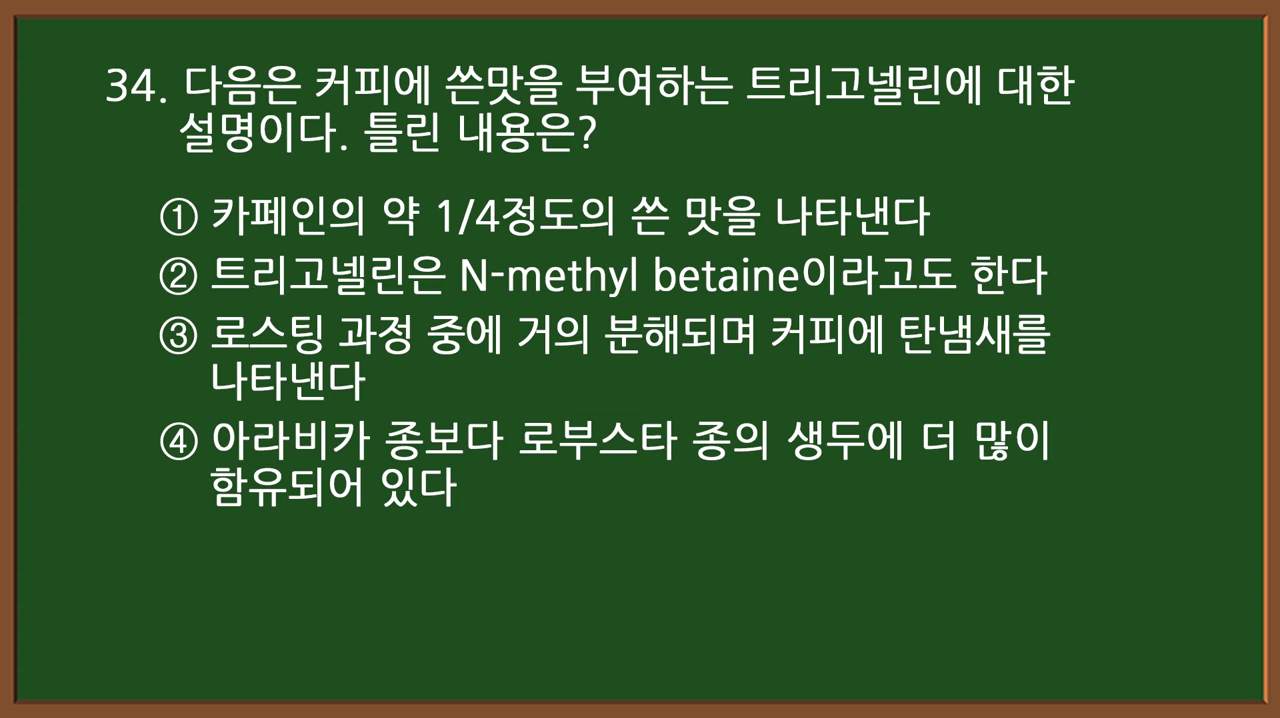 34. 다음은 커피에 쓴맛을 부여하는 트리고넬린에 대한
설명이다. 틀린 내용은?
① 카페인의 약 1/4정도의 쓴 맛을 나타낸다
② 트리고넬린은 N-methyl betaine이라고도 한다
③ 로스팅 과정 중에 거의 분해되며 커피에 탄냄새를
나타낸다
④ 아라비카 종보다 로부스타 종의 생두에 더 많이
함유되어 있다